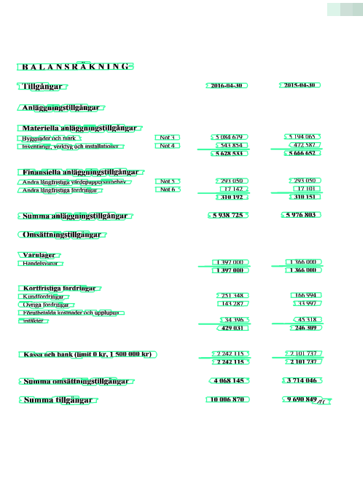 BALANSRÄKNING
Tillgångar 2016-04-30 2015-04-30
Anläggningstillgångar
Materiella anläggningstillgångar
Byggnader och mark Not 3 5 084 679 5 194 065
Inventarier, verktyg och installationer Not 4 543 854 472 587
5 628 533 5 666 652
Finansiella anläggningstillgångar
Andra långfristiga värdepappersinnehav Not 5 293 050 293 050
Andra långfristiga fordringar Not 6 17 142 17 101
310 192 310 151
Summa anläggningstillgångar 5 938 725 5 976 803
Omsättningstillgångar
Varulager
Handelsvaror 1 397 000 1 366 000
1 397 000 1 366 000
Kortfristiga fordringar
Kundfordringar 251 348 166 994
Övriga fordringar 143 287 33 997
Förutbetalda kostnader och upplupna
intäkter 34 396 45 318
429 031 246 309
Kassa och bank (limit 0 kr, 1 500 000 kr) 2 242 115 2 101 737
2 242 115 2 101 737
Summa omsättningstillgångar 4 068 145 3 714 046
Summa tillgångar 10 006 870 9 690 849